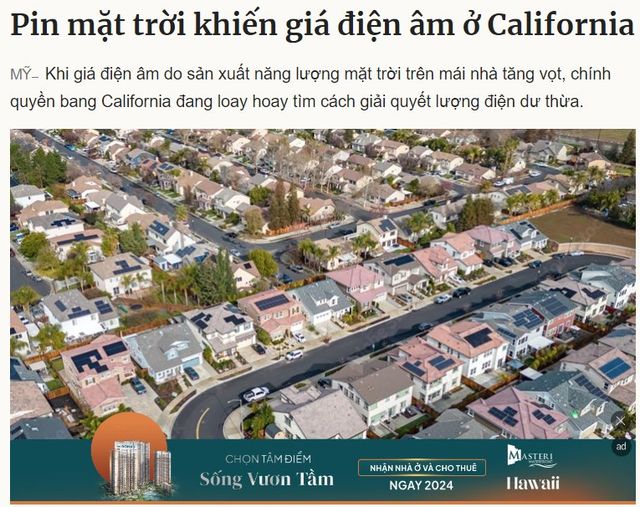 Pin mặt trời khiến giá điện âm ở California
MỸ– Khi giá điện âm do sản xuất năng lượng mặt trời trên mái nhà tăng vọt, chính
quyền bang California đang loay hoay tìm cách giải quyết lượng điện dư thừa.
ad
CHỌN TÂM ĐIỂM
Sống Vươn Tầm
NHẬN NHÀ Ở VÀ CHO THUÊ
NGAY 2024
MASTERI
Hawaii